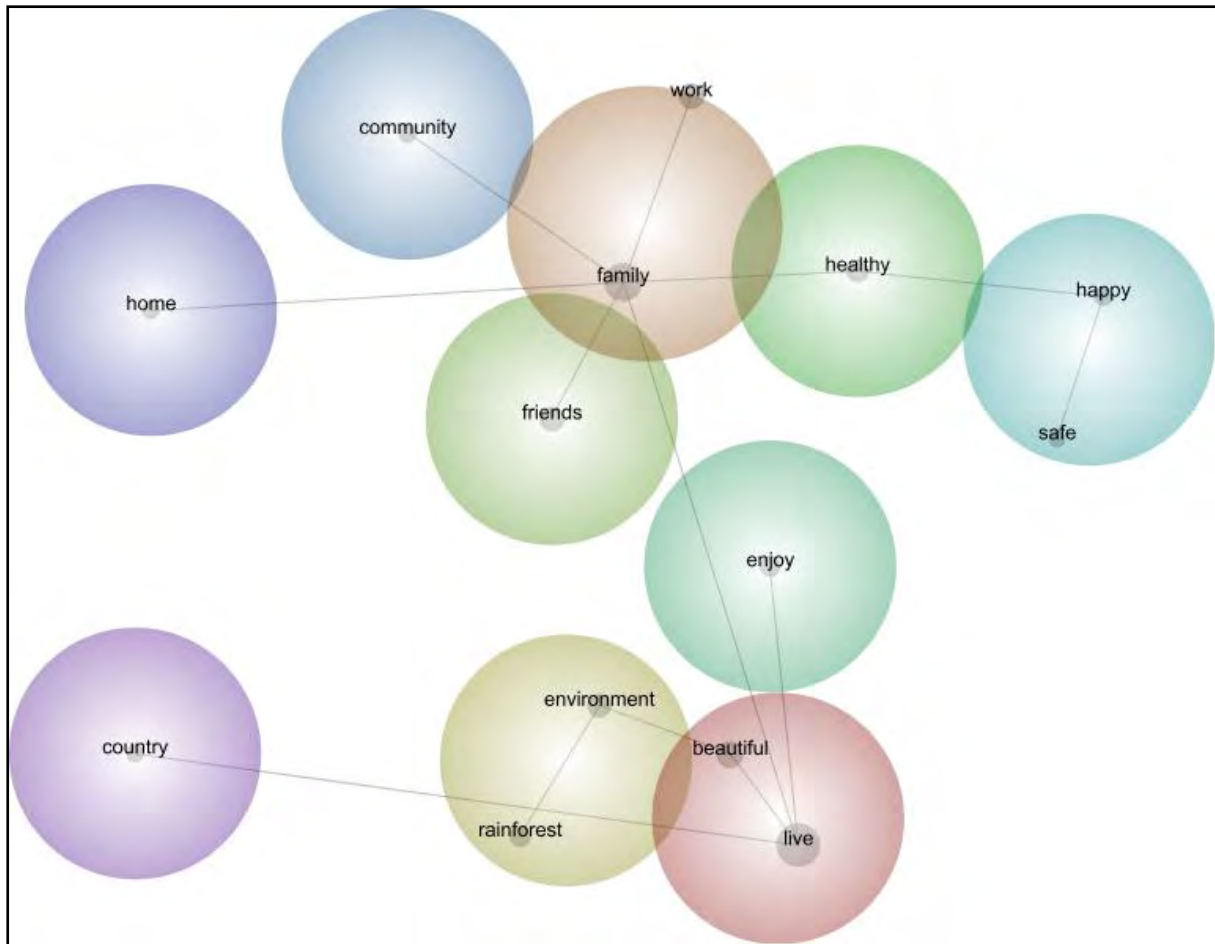 work
community
family
healthy
happy
home
friends
safe
enjoy
environment
beautiful
country
rainforest
live